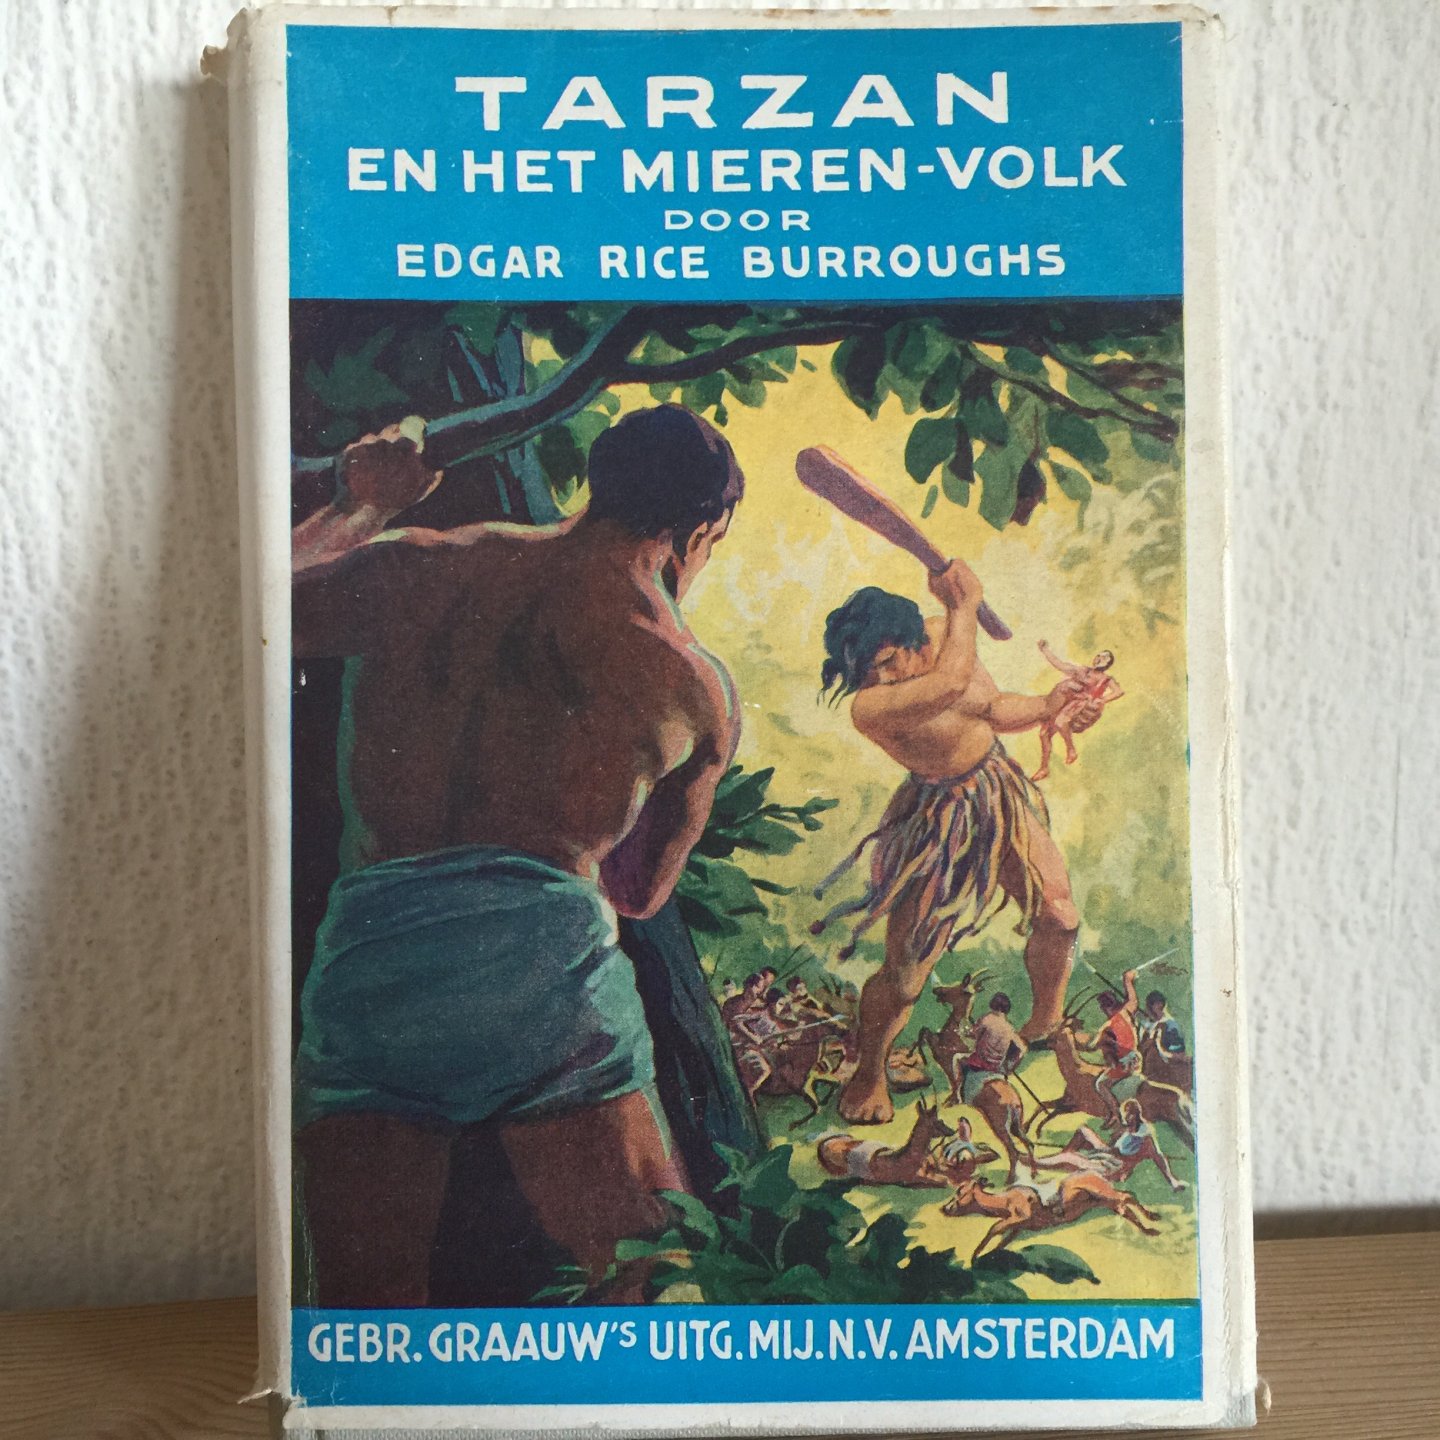 TARZAN
EN HET MIEREN-VOLK
DOOR
EDGAR RICE BURROUGHS
GEBR. GRAAUW'S UITG. MIJ. N.V. AMSTERDAM